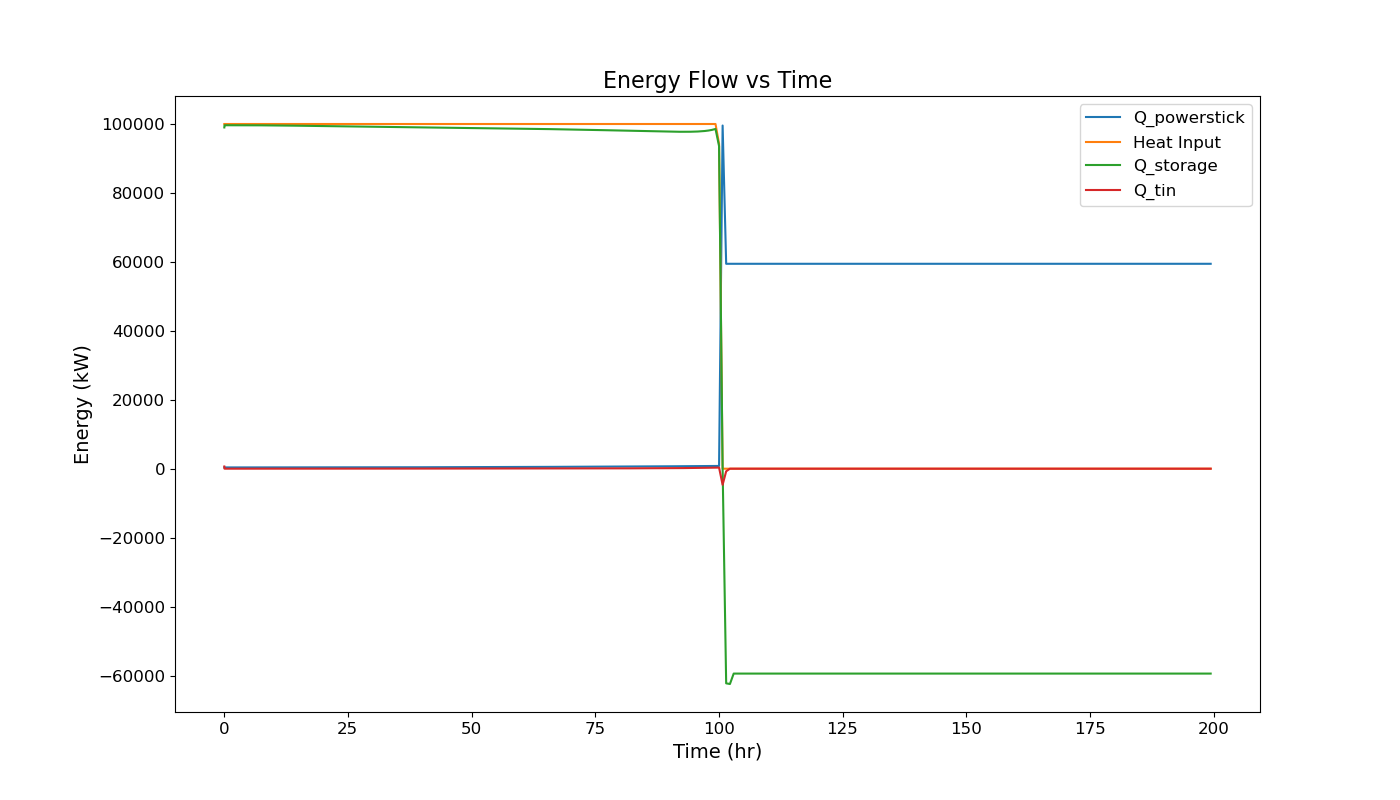 Energy Flow vs Time
Q_powerstick
Heat Input
Q_storage
Q_tin
Energy (kW)
100000
80000
60000
40000
20000
0
−20000
−40000
−60000
0 25 50 75 100 125 150 175 200
Time (hr)